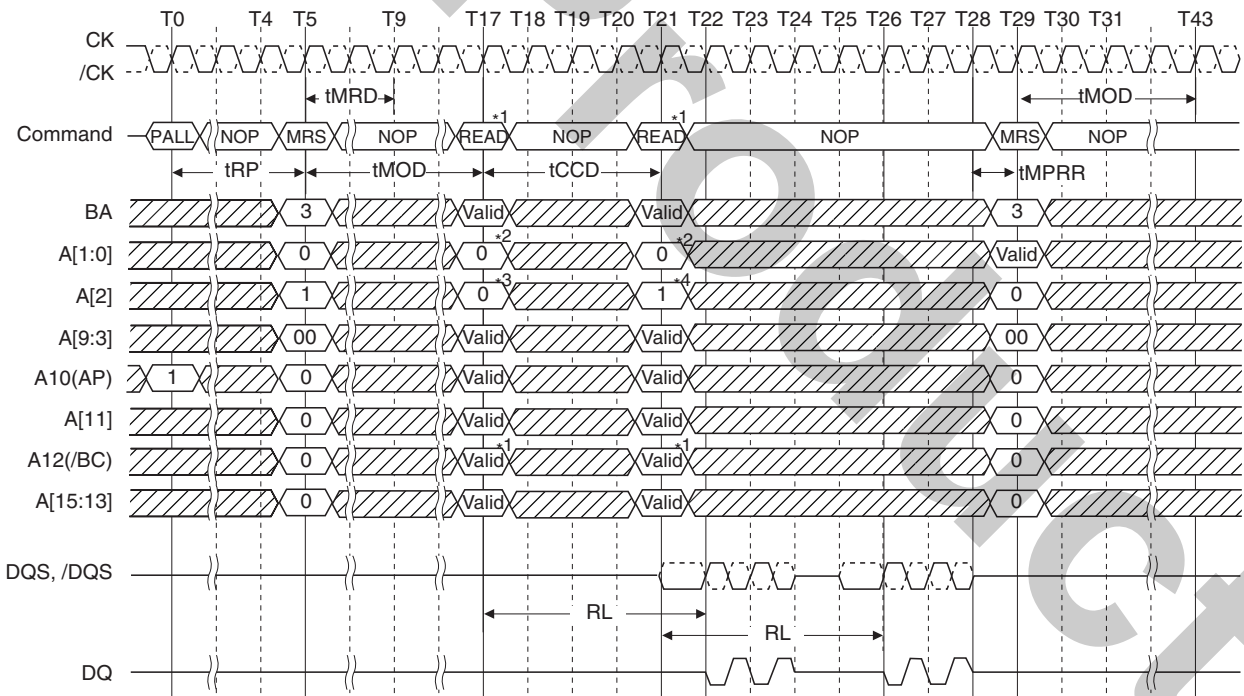 T0 T4 T5 T9 T17 T18 T19 T20 T21 T22 T23 T24 T25 T26 T27 T28 T29 T30 T31 T43
CK
/CK
tMRD tMOD
*1 *1
Command PALL NOP MRS NOP READ NOP READ NOP MRS NOP
tRP tMOD tCCD tMPRR
BA 3 Valid Valid 3
A[1:0] 0 0 *2 0 *2 Valid
A[2] 1 0 *3 1 *4 0
A[9:3] 00 Valid Valid 00
A10(AP) 1 0 Valid Valid 0
A[11] 0 Valid Valid 0
A12(/BC) 0 Valid *1 Valid *1 0
A[15:13] 0 Valid Valid 0
DQS, /DQS
RL
RL
DQ
roduct